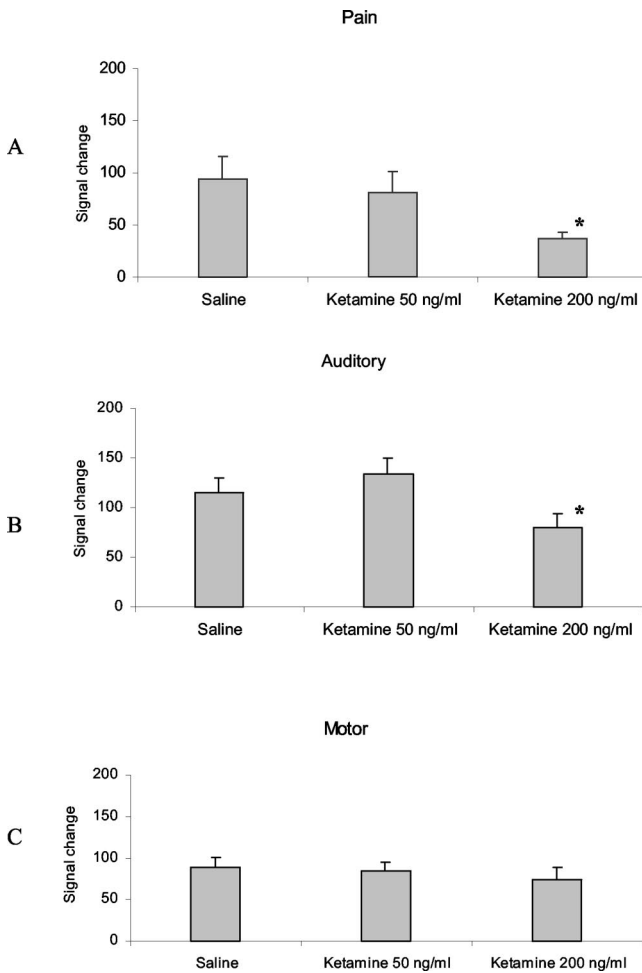 Pain
A
Signal change
200
150
100
50
0
*
Saline Ketamine 50 ng/ml Ketamine 200 ng/ml
Auditory
B
Signal change
200
150
100
50
0
*
Saline Ketamine 50 ng/ml Ketamine 200 ng/ml
Motor
C
Signal change
200
150
100
50
0
Saline Ketamine 50 ng/ml Ketamine 200 ng/ml